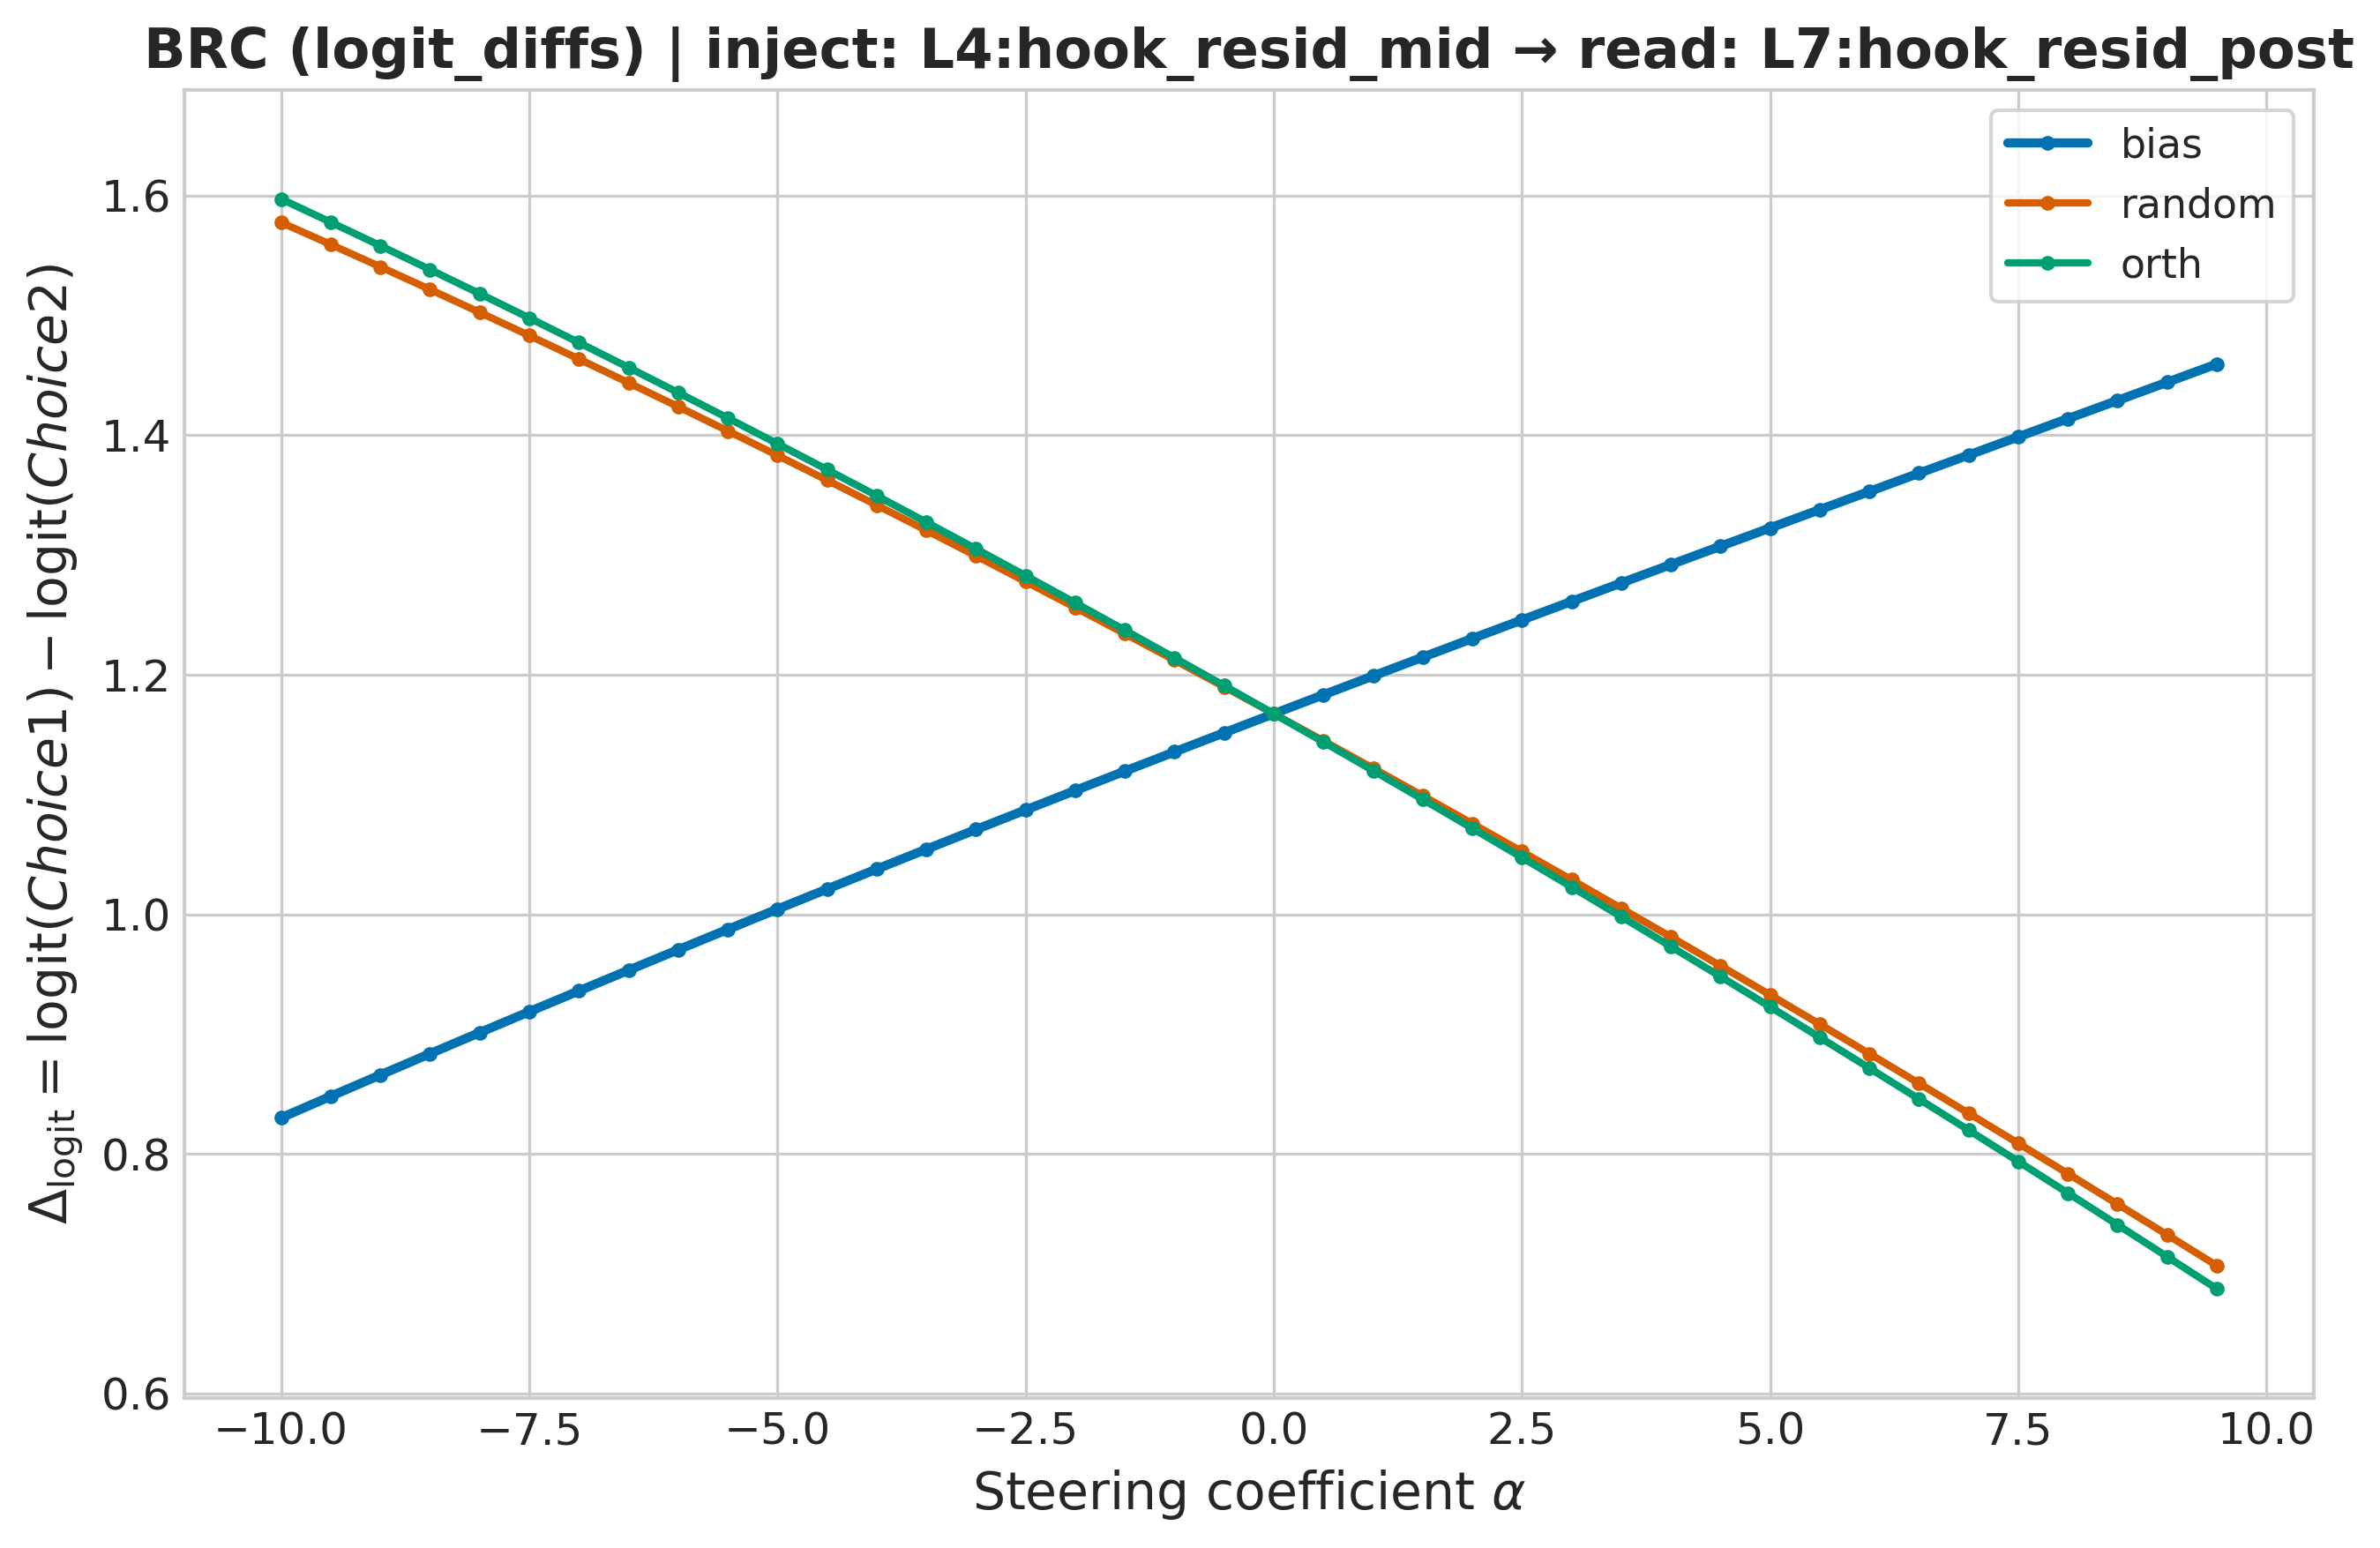 BRC (logit_diffs) | inject: L4:hook_resid_mid → read: L7:hook_resid_post
Δlogit = logit(Choice1) − logit(Choice2)
1.6
1.4
1.2
1.0
0.8
0.6
bias
random
orth
−10.0 −7.5 −5.0 −2.5 0.0 2.5 5.0 7.5 10.0
Steering coefficient α